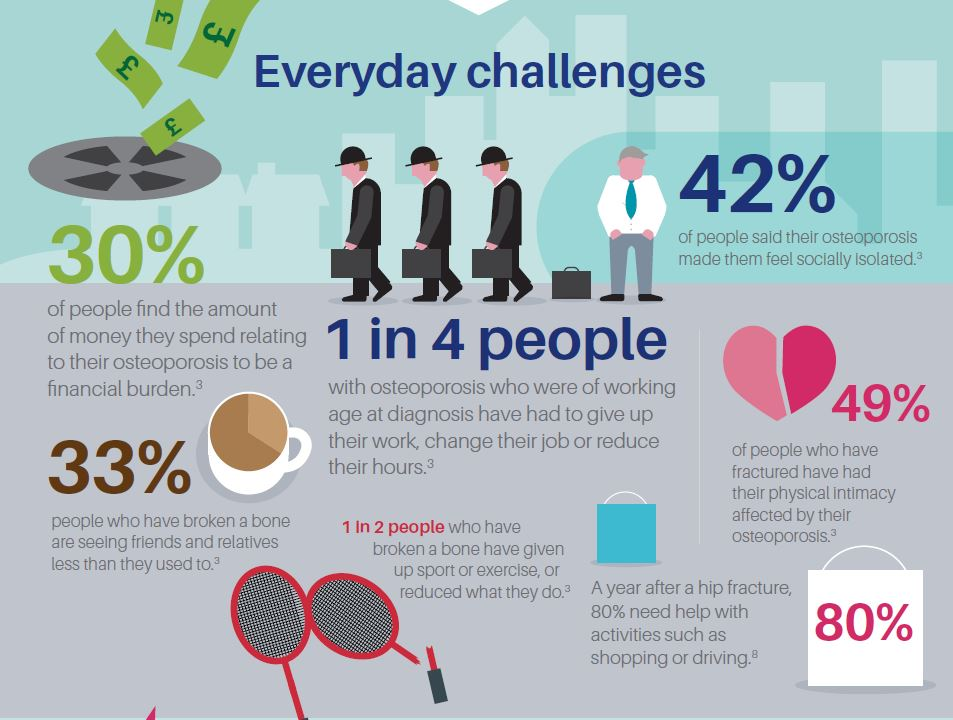 £
£
£
£
Everyday challenges
30%
of people find the amount
of money they spend relating
to their osteoporosis to be a
financial burden.³
42%
of people said their osteoporosis
made them feel socially isolated.³
1 in 4 people
with osteoporosis who were of working
age at diagnosis have had to give up
their work, change their job or reduce
their hours.³
49%
of people who have
fractured have had
their physical intimacy
affected by their
osteoporosis.³
33%
people who have broken a bone
are seeing friends and relatives
less than they used to.³
1 in 2 people who have
broken a bone have given
up sport or exercise, or
reduced what they do.³
A year after a hip fracture,
80% need help with
activities such as
shopping or driving.⁸
80%